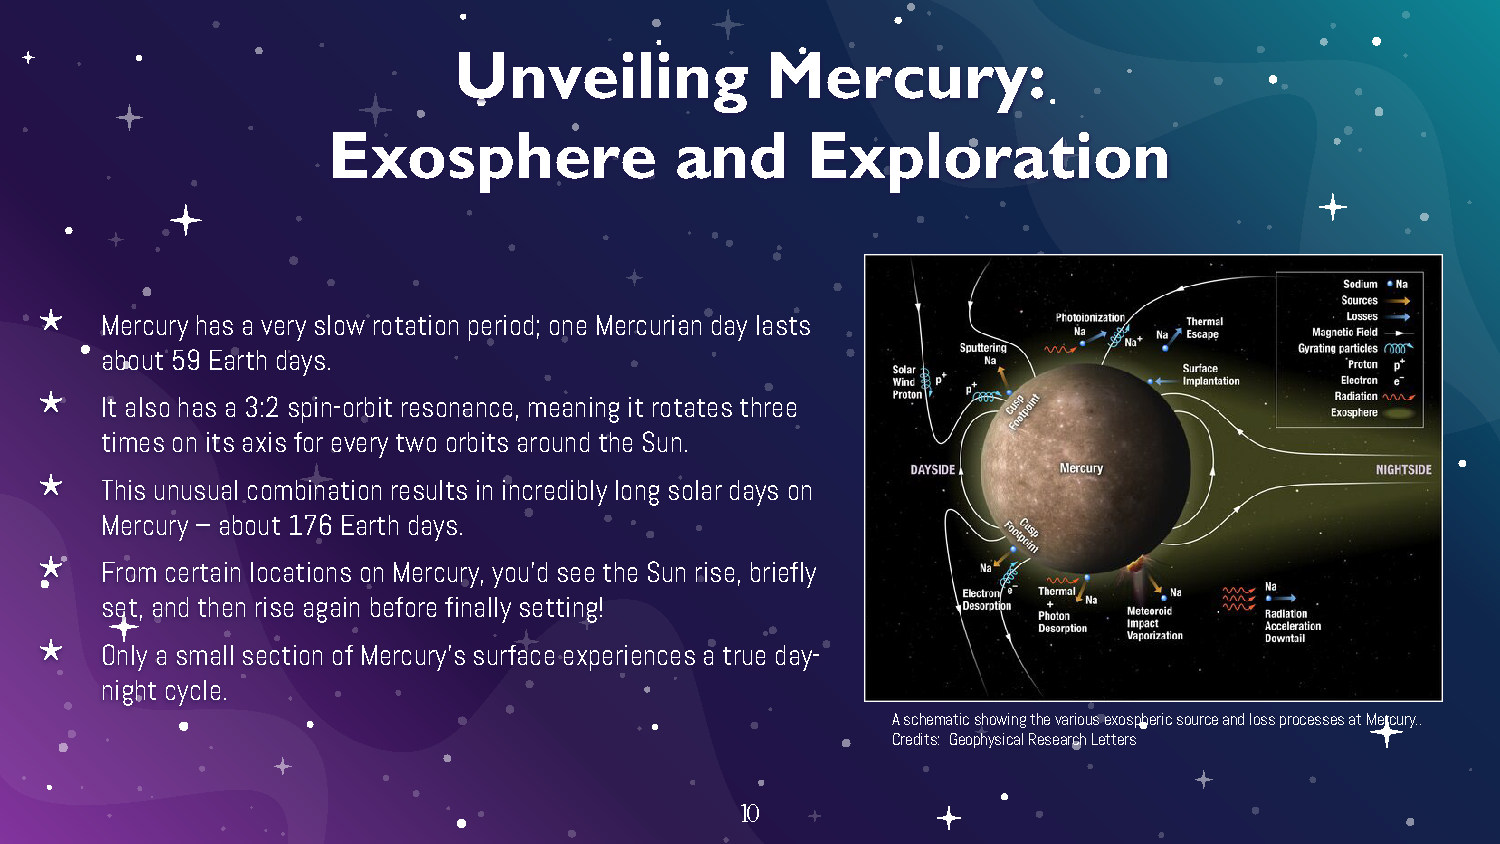 Unveiling Mercury:
Exosphere and Exploration
Mercury has a very slow rotation period; one Mercurian day lasts
about 59 Earth days.
It also has a 3:2 spin-orbit resonance, meaning it rotates three
times on its axis for every two orbits around the Sun.
This unusual combination results in incredibly long solar days on
Mercury – about 176 Earth days.
From certain locations on Mercury, you'd see the Sun rise, briefly
set, and then rise again before finally setting!
Only a small section of Mercury's surface experiences a true day-
night cycle.
Sodium Na
Sources
Losses
Magnetic Field
Gyrating particles
Proton p+
Electron e−
Radiation
Exosphere
Photoionization
Na
Na+
Na
Thermal
Escape
Sputtering
Na
Solar
Wind
Proton
p+
p+
Surface
Implantation
Cusp
Footpoint
DAYSIDE
Mercury
NIGHTSIDE
Cusp
Footpoint
Na
Electron
Desorption
e−
Thermal
+
Photon
Desorption
Na
Na
Meteoroid
Impact
Vaporization
Na
Radiation
Acceleration
Downtail
A schematic showing the various exospheric source and loss processes at Mercury..
Credits: Geophysical Research Letters
10